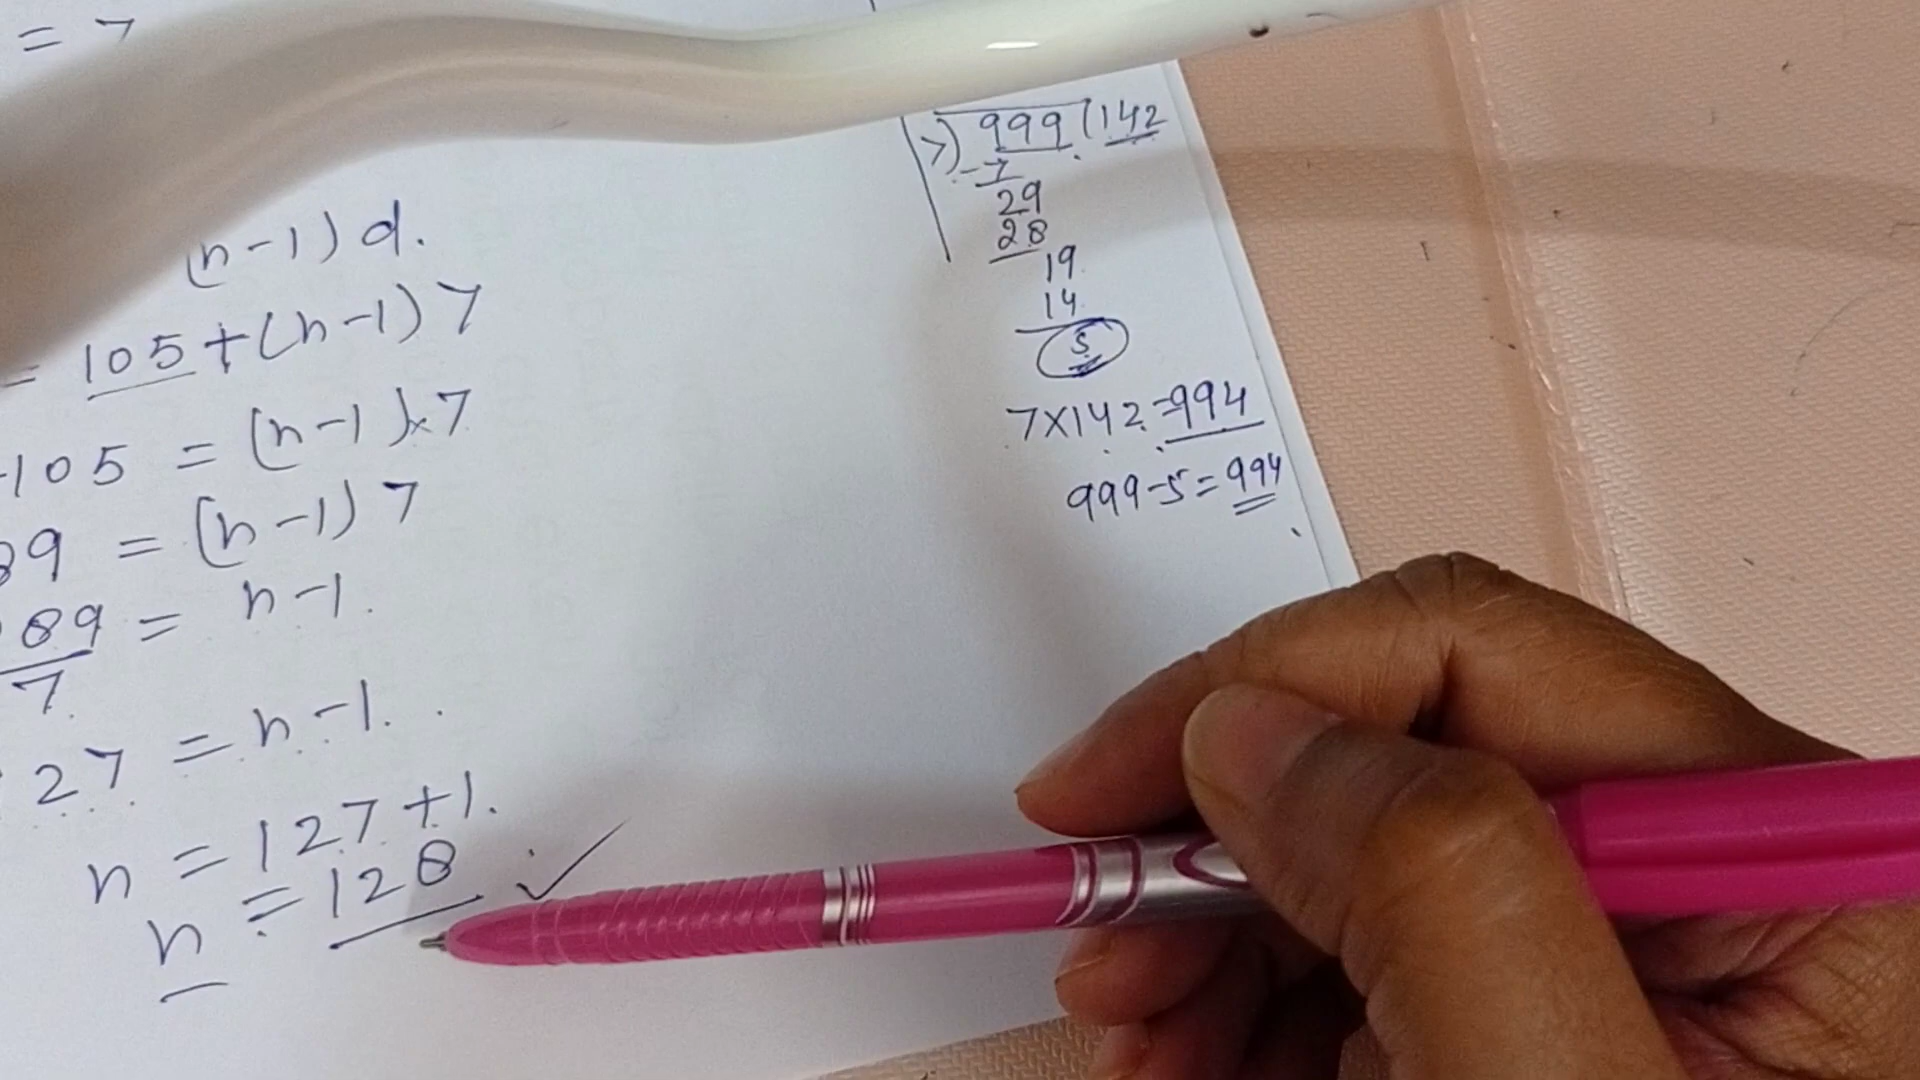 = 7
(n-1) d.
= 105 + (n-1) 7
-105 = (n-1) × 7
89 = (n-1) 7
89 = n-1.
7
27 = n-1.
n = 127 + 1.
n = 128 ✓
7) 999 (142
-7
29
28
19
14
5
7×142 = 994
999-5 = 994